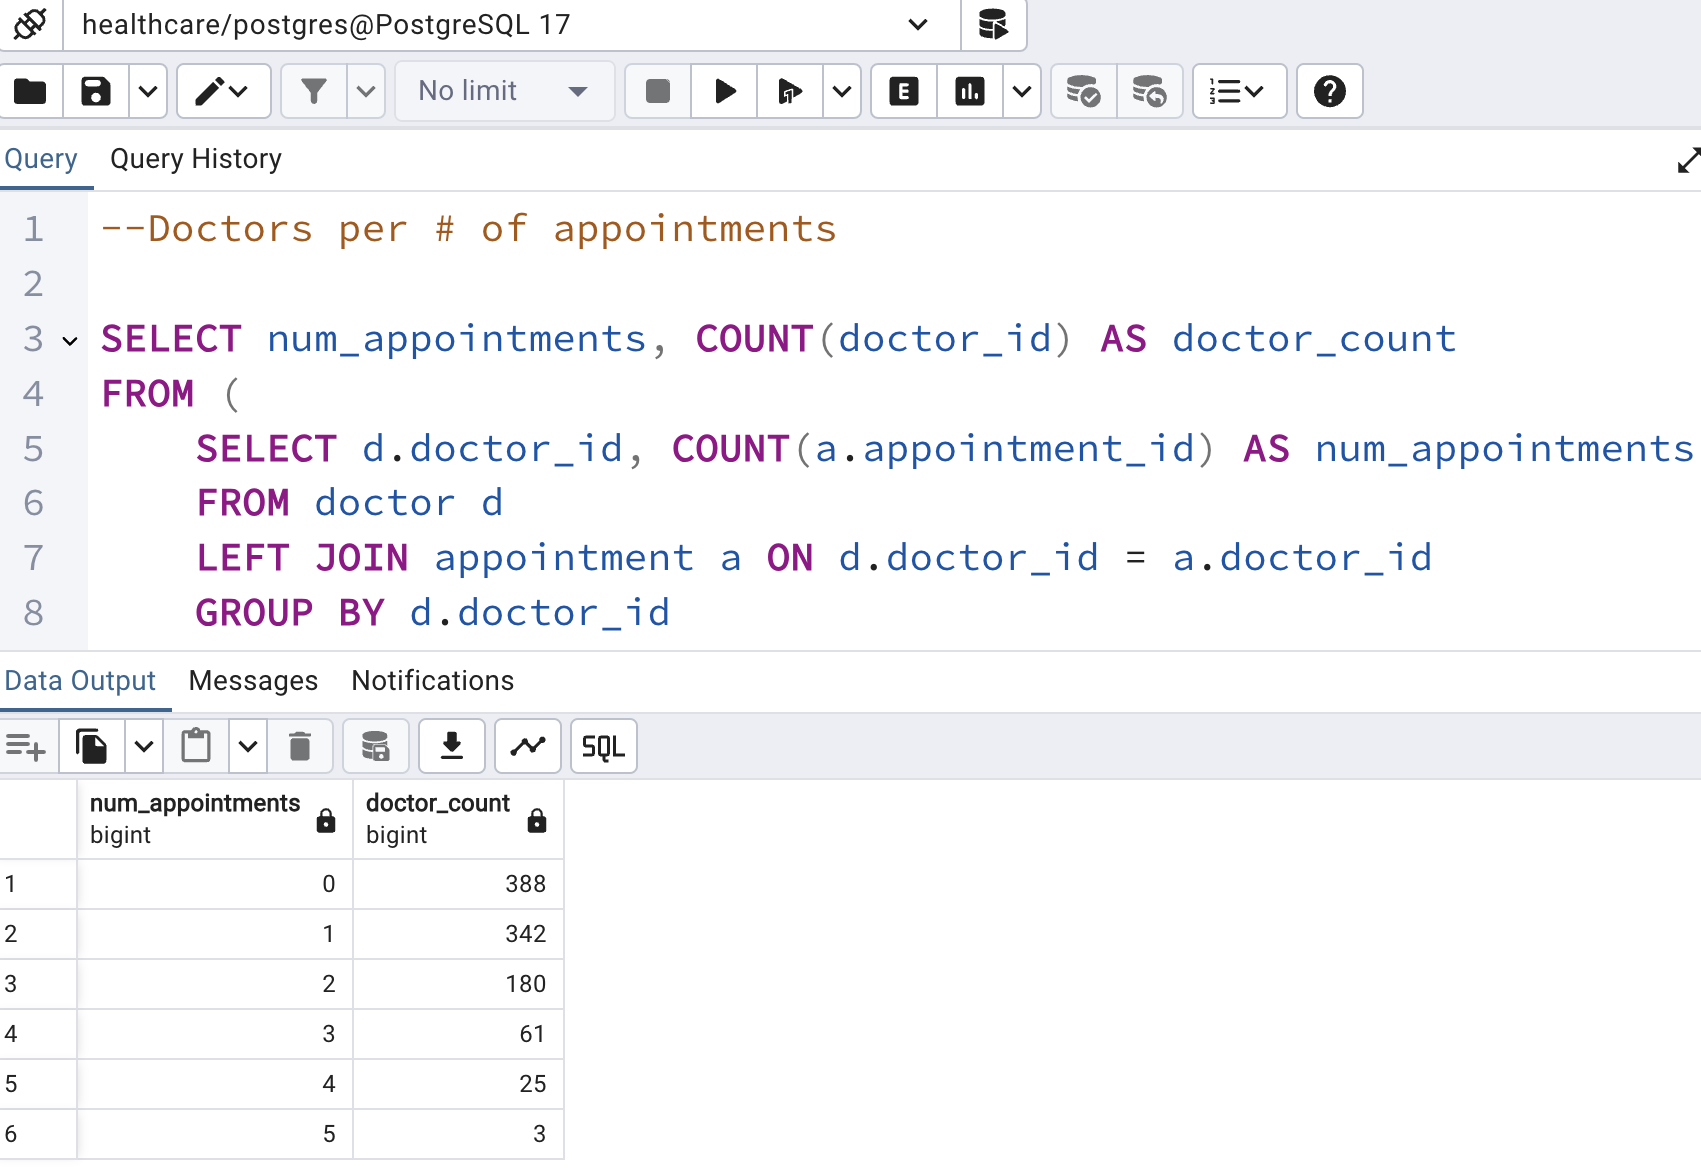 healthcare/postgres@PostgreSQL 17
No limit
Query Query History
1 --Doctors per # of appointments
2
3 SELECT num_appointments, COUNT(doctor_id) AS doctor_count
4 FROM (
5 SELECT d.doctor_id, COUNT(a.appointment_id) AS num_appointments
6 FROM doctor d
7 LEFT JOIN appointment a ON d.doctor_id = a.doctor_id
8 GROUP BY d.doctor_id
Data Output Messages Notifications
SQL
num_appointments doctor_count
bigint bigint
1 0 388
2 1 342
3 2 180
4 3 61
5 4 25
6 5 3